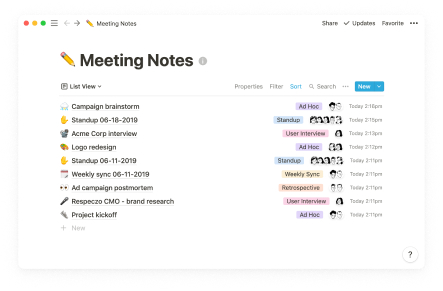 Meeting Notes
Share Updates Favorite •••
Meeting Notes
List View
Properties Filter Sort Search ••• New
Campaign brainstorm Ad Hoc Today 2:18pm
Standup 06-18-2019 Standup Today 2:15pm
Acme Corp interview User Interview Today 2:13pm
Logo redesign Ad Hoc Today 2:12pm
Standup 06-11-2019 Standup Today 2:11pm
Weekly sync 06-11-2019 Weekly Sync Today 2:11pm
Ad campaign postmortem Retrospective Today 2:11pm
Respeczo CMO - brand research User Interview Today 2:11pm
Project kickoff Ad Hoc Today 2:11pm
+ New
?